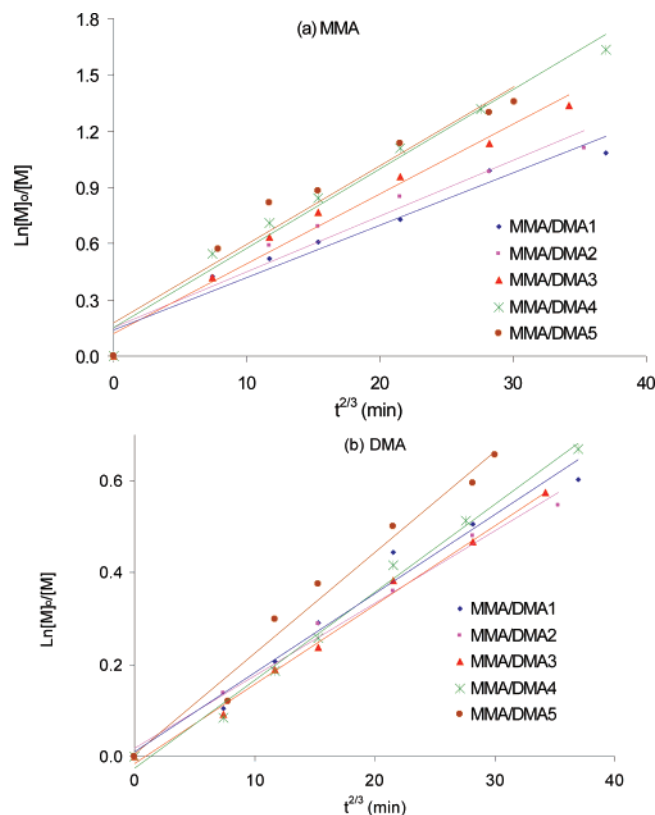 (a) MMA
1.8
1.5
1.2
0.9
0.6
0.3
0.0
Ln[M]₀/[M]
MMA/DMA1
MMA/DMA2
MMA/DMA3
MMA/DMA4
MMA/DMA5
0 10 20 30 40
t^2/3 (min)
(b) DMA
0.6
0.4
0.2
0.0
Ln[M]₀/[M]
MMA/DMA1
MMA/DMA2
MMA/DMA3
MMA/DMA4
MMA/DMA5
0 10 20 30 40
t^2/3 (min)